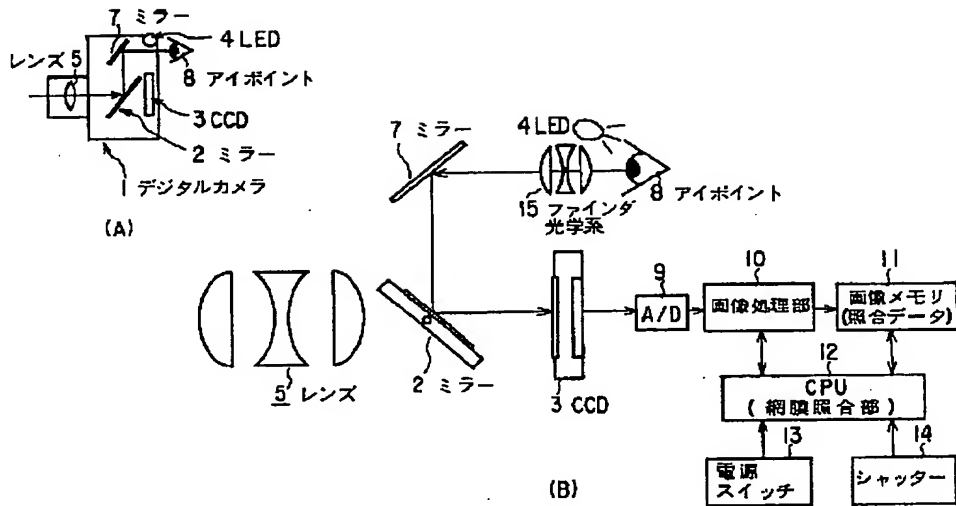 7 ミラー
4 LED
レンズ 5
8 アイポイント
3 CCD
2 ミラー
1 デジタルカメラ
(A)
7 ミラー
4 LED
8 アイポイント
15 ファインダ
光学系
5 レンズ
2 ミラー
3 CCD
9
A/D
10
画像処理部
11
画像メモリ
(照合データ)
12
CPU
(網膜照合部)
13
電源
スイッチ
14
シャッター
(B)